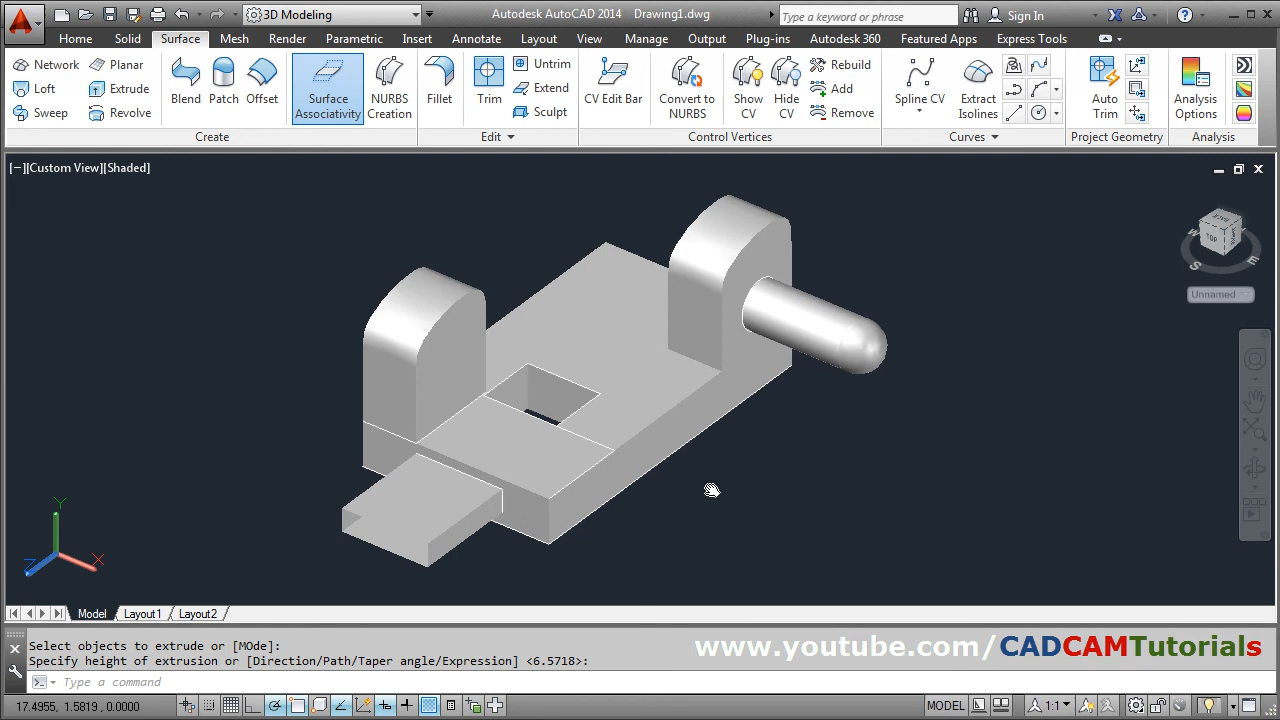 3D Modeling
Autodesk AutoCAD 2014 Drawing1.dwg
Type a keyword or phrase
Sign In
Home Solid Surface Mesh Render Parametric Insert Annotate Layout View Manage Output Plug-ins Autodesk 360 Featured Apps Express Tools
Network
Loft
Sweep
Planar
Extrude
Revolve
Blend
Patch
Offset
Surface
Associativity
NURBS
Creation
Fillet
Trim
Untrim
Extend
Sculpt
CV Edit Bar
Convert to
NURBS
Show
CV
Hide
CV
Rebuild
Add
Remove
Spline CV
Extract
Isolines
Auto
Trim
Analysis
Options
Create
Edit
Control Vertices
Curves
Project Geometry
Analysis
[−][Custom View][Shaded]
TOP
W
S
E
Unnamed
Y
X
Z
Model Layout1 Layout2
Select objects to extrude or [MOde]:
Specify height of extrusion or [Direction/Path/Taper angle/Expression] <6.5718>:
Type a command
www.youtube.com/CADCAMTutorials
17.4955, 1.5819, 0.0000
MODEL
1:1